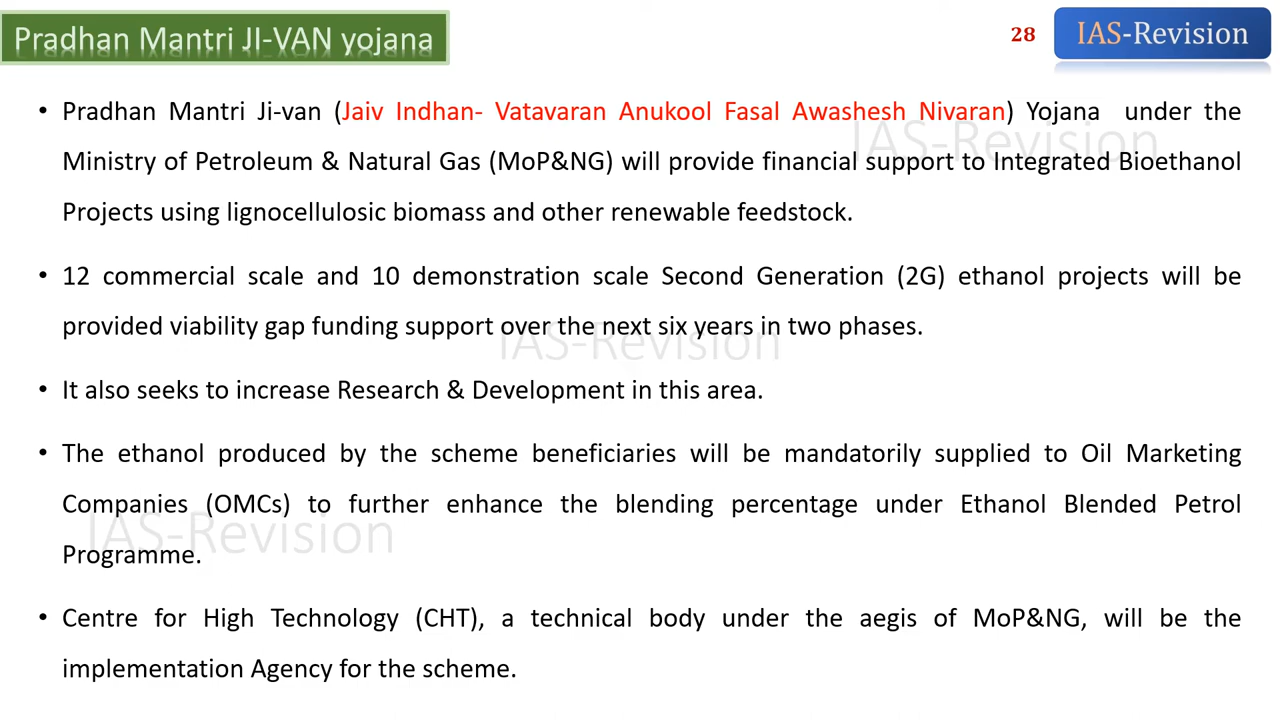 Pradhan Mantri JI-VAN yojana
28
IAS-Revision
• Pradhan Mantri Ji-van (Jaiv Indhan- Vatavaran Anukool Fasal Awashesh Nivaran) Yojana under the
Ministry of Petroleum & Natural Gas (MoP&NG) will provide financial support to Integrated Bioethanol
Projects using lignocellulosic biomass and other renewable feedstock.
• 12 commercial scale and 10 demonstration scale Second Generation (2G) ethanol projects will be
provided viability gap funding support over the next six years in two phases.
• It also seeks to increase Research & Development in this area.
• The ethanol produced by the scheme beneficiaries will be mandatorily supplied to Oil Marketing
Companies (OMCs) to further enhance the blending percentage under Ethanol Blended Petrol
Programme.
• Centre for High Technology (CHT), a technical body under the aegis of MoP&NG, will be the
implementation Agency for the scheme.
IAS-Revision
IAS-Revision
IAS-Revision